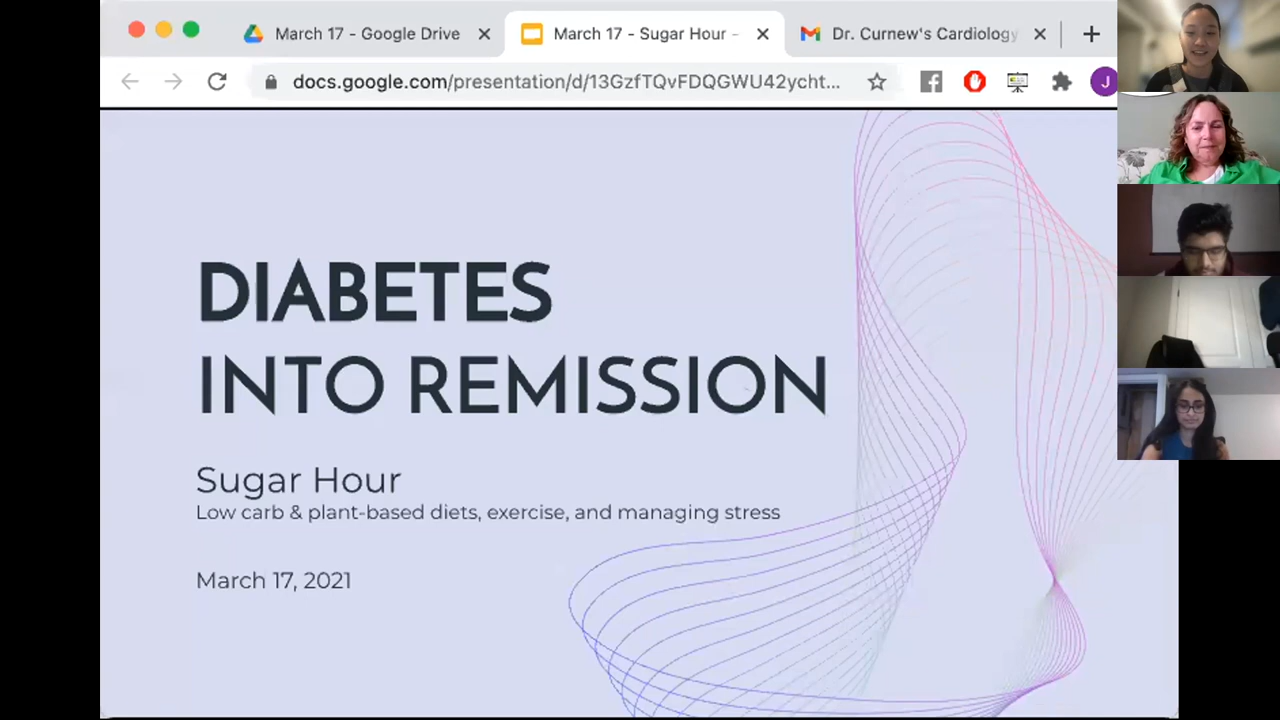 March 17 - Google Drive
March 17 - Sugar Hour -
Dr. Curnew's Cardiology
docs.google.com/presentation/d/13GzfTQvFDQGWU42ycht...
J
DIABETES
INTO REMISSION
Sugar Hour
Low carb & plant-based diets, exercise, and managing stress
March 17, 2021